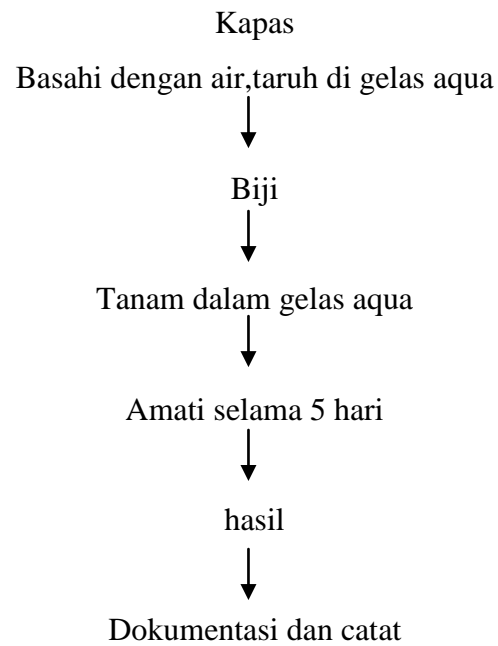 Kapas
Basahi dengan air,taruh di gelas aqua
Biji
Tanam dalam gelas aqua
Amati selama 5 hari
hasil
Dokumentasi dan catat